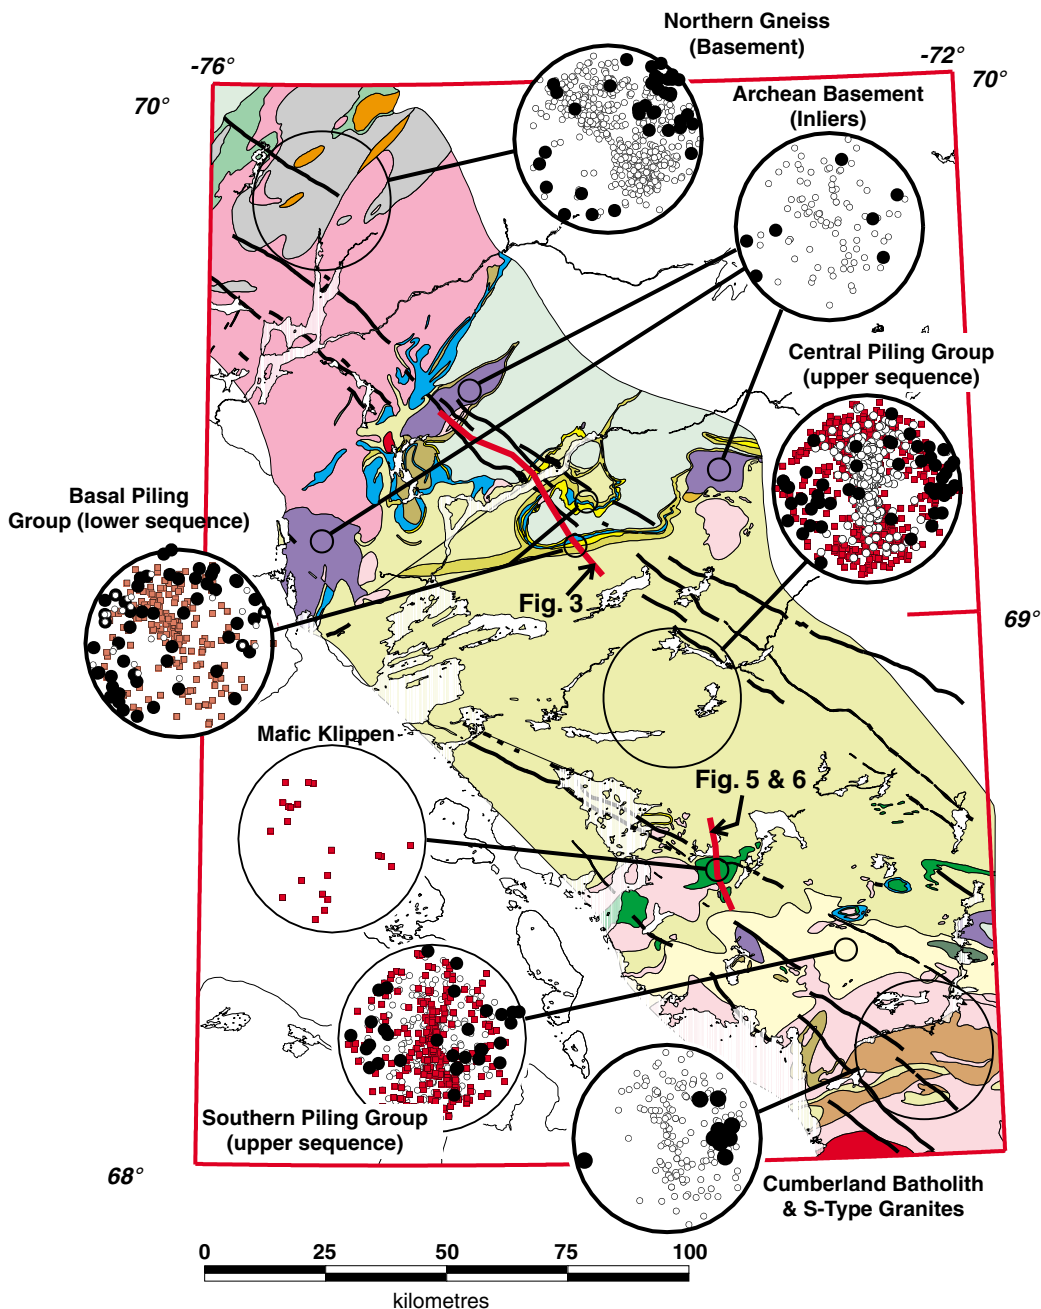 Northern Gneiss
(Basement)
-76°
-72°
70°
70°
Archean Basement
(Inliers)
Central Piling Group
(upper sequence)
Basal Piling
Group (lower sequence)
Fig. 3
69°
Mafic Klippen
Fig. 5 & 6
Southern Piling Group
(upper sequence)
68°
Cumberland Batholith
& S-Type Granites
0 25 50 75 100
kilometres